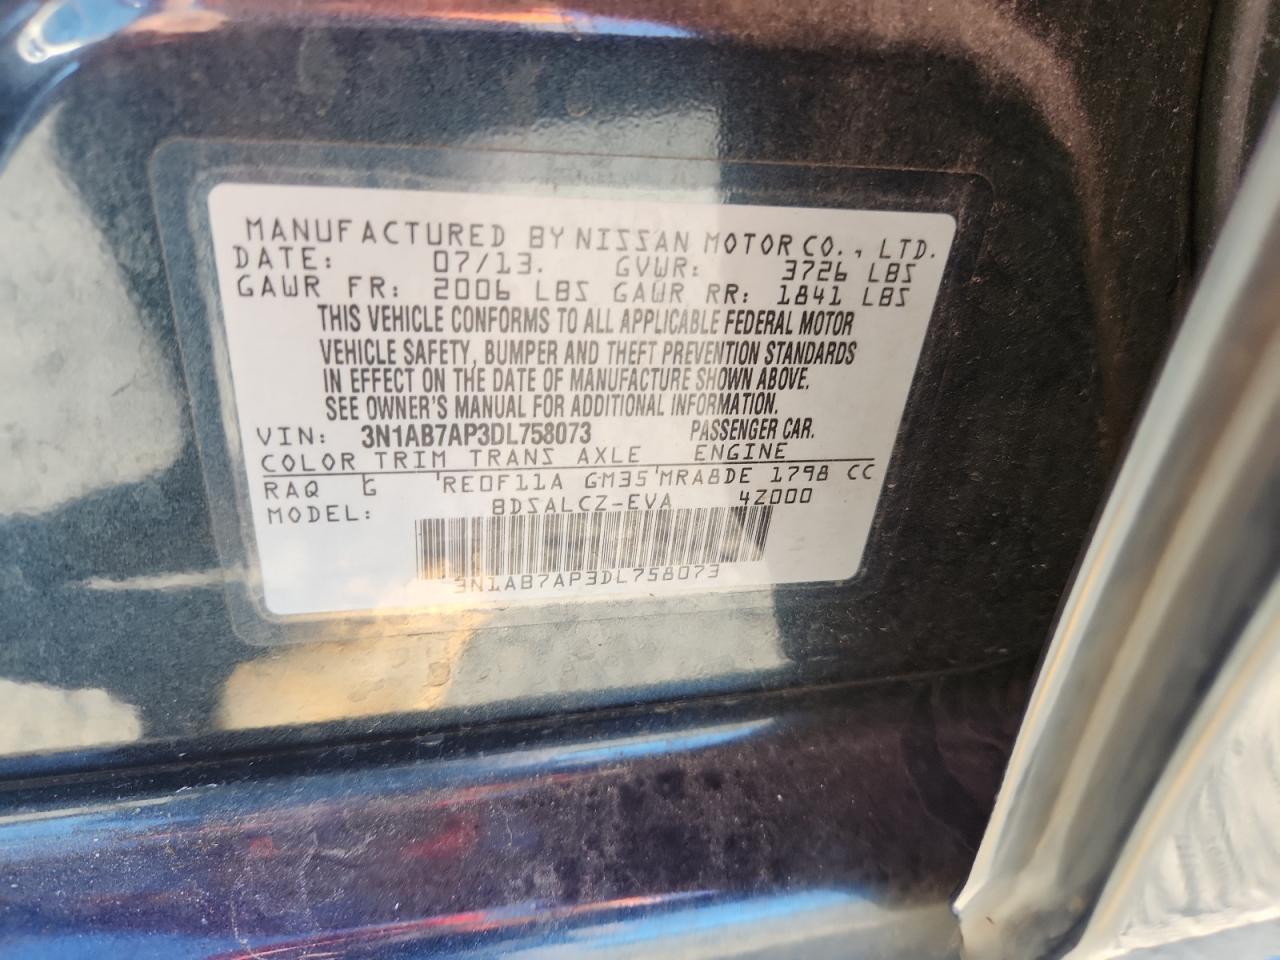 MANUFACTURED BY NISSAN MOTOR CO., LTD.
DATE: 07/13. GVWR: 3726 LBS
GAWR FR: 2006 LBS GAWR RR: 1841 LBS
THIS VEHICLE CONFORMS TO ALL APPLICABLE FEDERAL MOTOR
VEHICLE SAFETY, BUMPER AND THEFT PREVENTION STANDARDS
IN EFFECT ON THE DATE OF MANUFACTURE SHOWN ABOVE.
SEE OWNER'S MANUAL FOR ADDITIONAL INFORMATION.
VIN: 3N1AB7AP3DL758073 PASSENGER CAR.
COLOR TRIM TRANS AXLE ENGINE
RAQ G RE0F11A GM35 MRA8DE 1798 CC
MODEL: BDSALCZ-EVA 4Z000
3N1AB7AP3DL758073